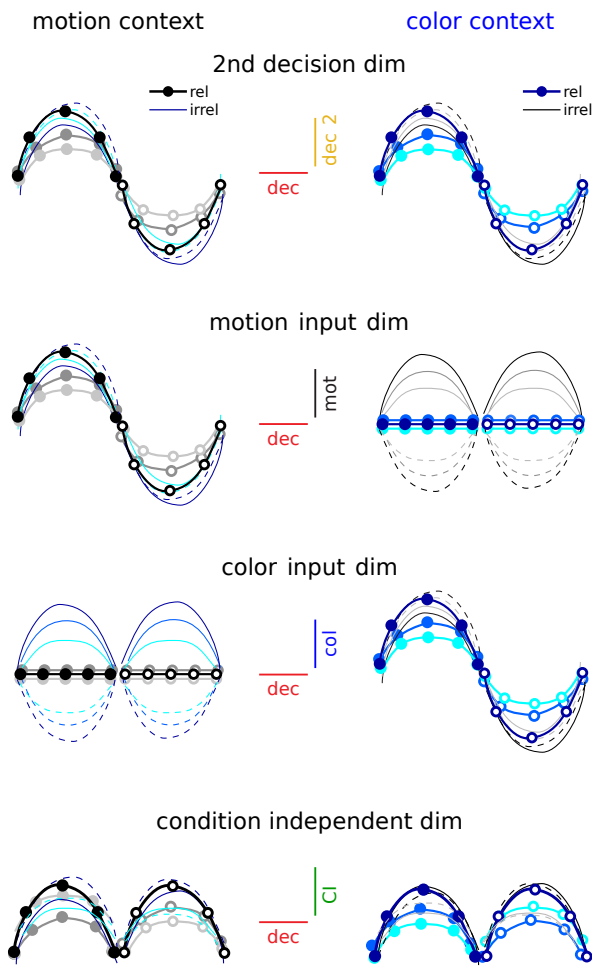 motion context
color context
2nd decision dim
rel
irrel
dec 2
dec
rel
irrel
motion input dim
mot
dec
color input dim
col
dec
condition independent dim
CI
dec